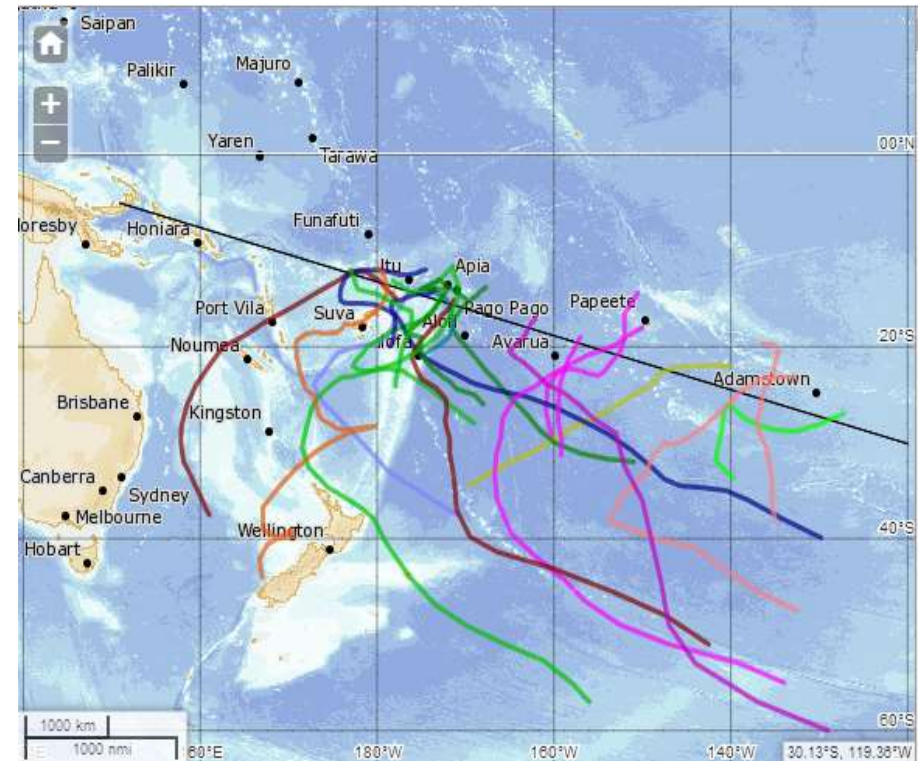 Saipan
+
−
Palikir
Majuro
Yaren
Tarawa
00°N
Funafuti
oresby
Honiara
Itu
Apia
Port Vila
Suva
Alofi
Pago Pago
Papeete
Noumea
Avarua
20°S
Adamstown
Brisbane
Kingston
Canberra
Sydney
Melbourne
Wellington
40°S
Hobart
60°S
1000 km
1000 nmi
180°W
160°W
140°W
30.13°S, 119.36°W